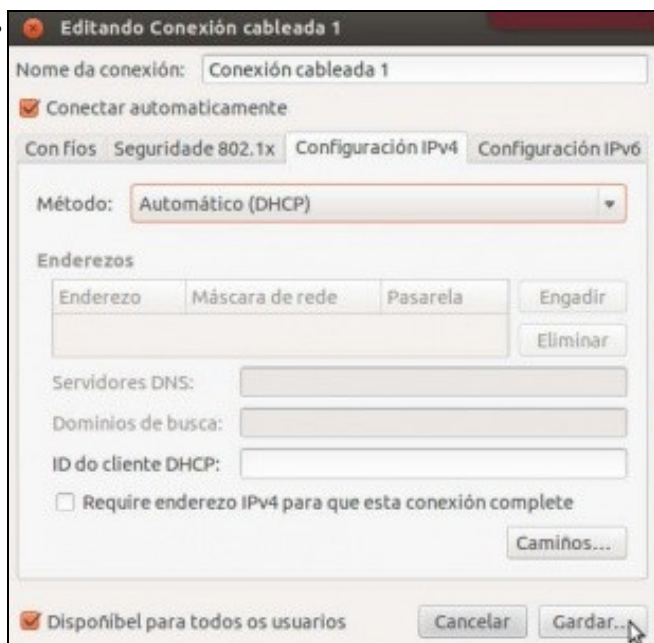 Editando Conexión cableada 1
Nome da conexión: Conexión cableada 1
Conectar automaticamente
Con fíos Seguridade 802.1x Configuración IPv4 Configuración IPv6
Método: Automático (DHCP)
Enderezos
Enderezo Máscara de rede Pasarela Engadir
Eliminar
Servidores DNS:
Dominios de busca:
ID do cliente DHCP:
Require enderezo IPv4 para que esta conexión complete
Camiños...
Dispoñíbel para todos os usuarios Cancelar Gardar...